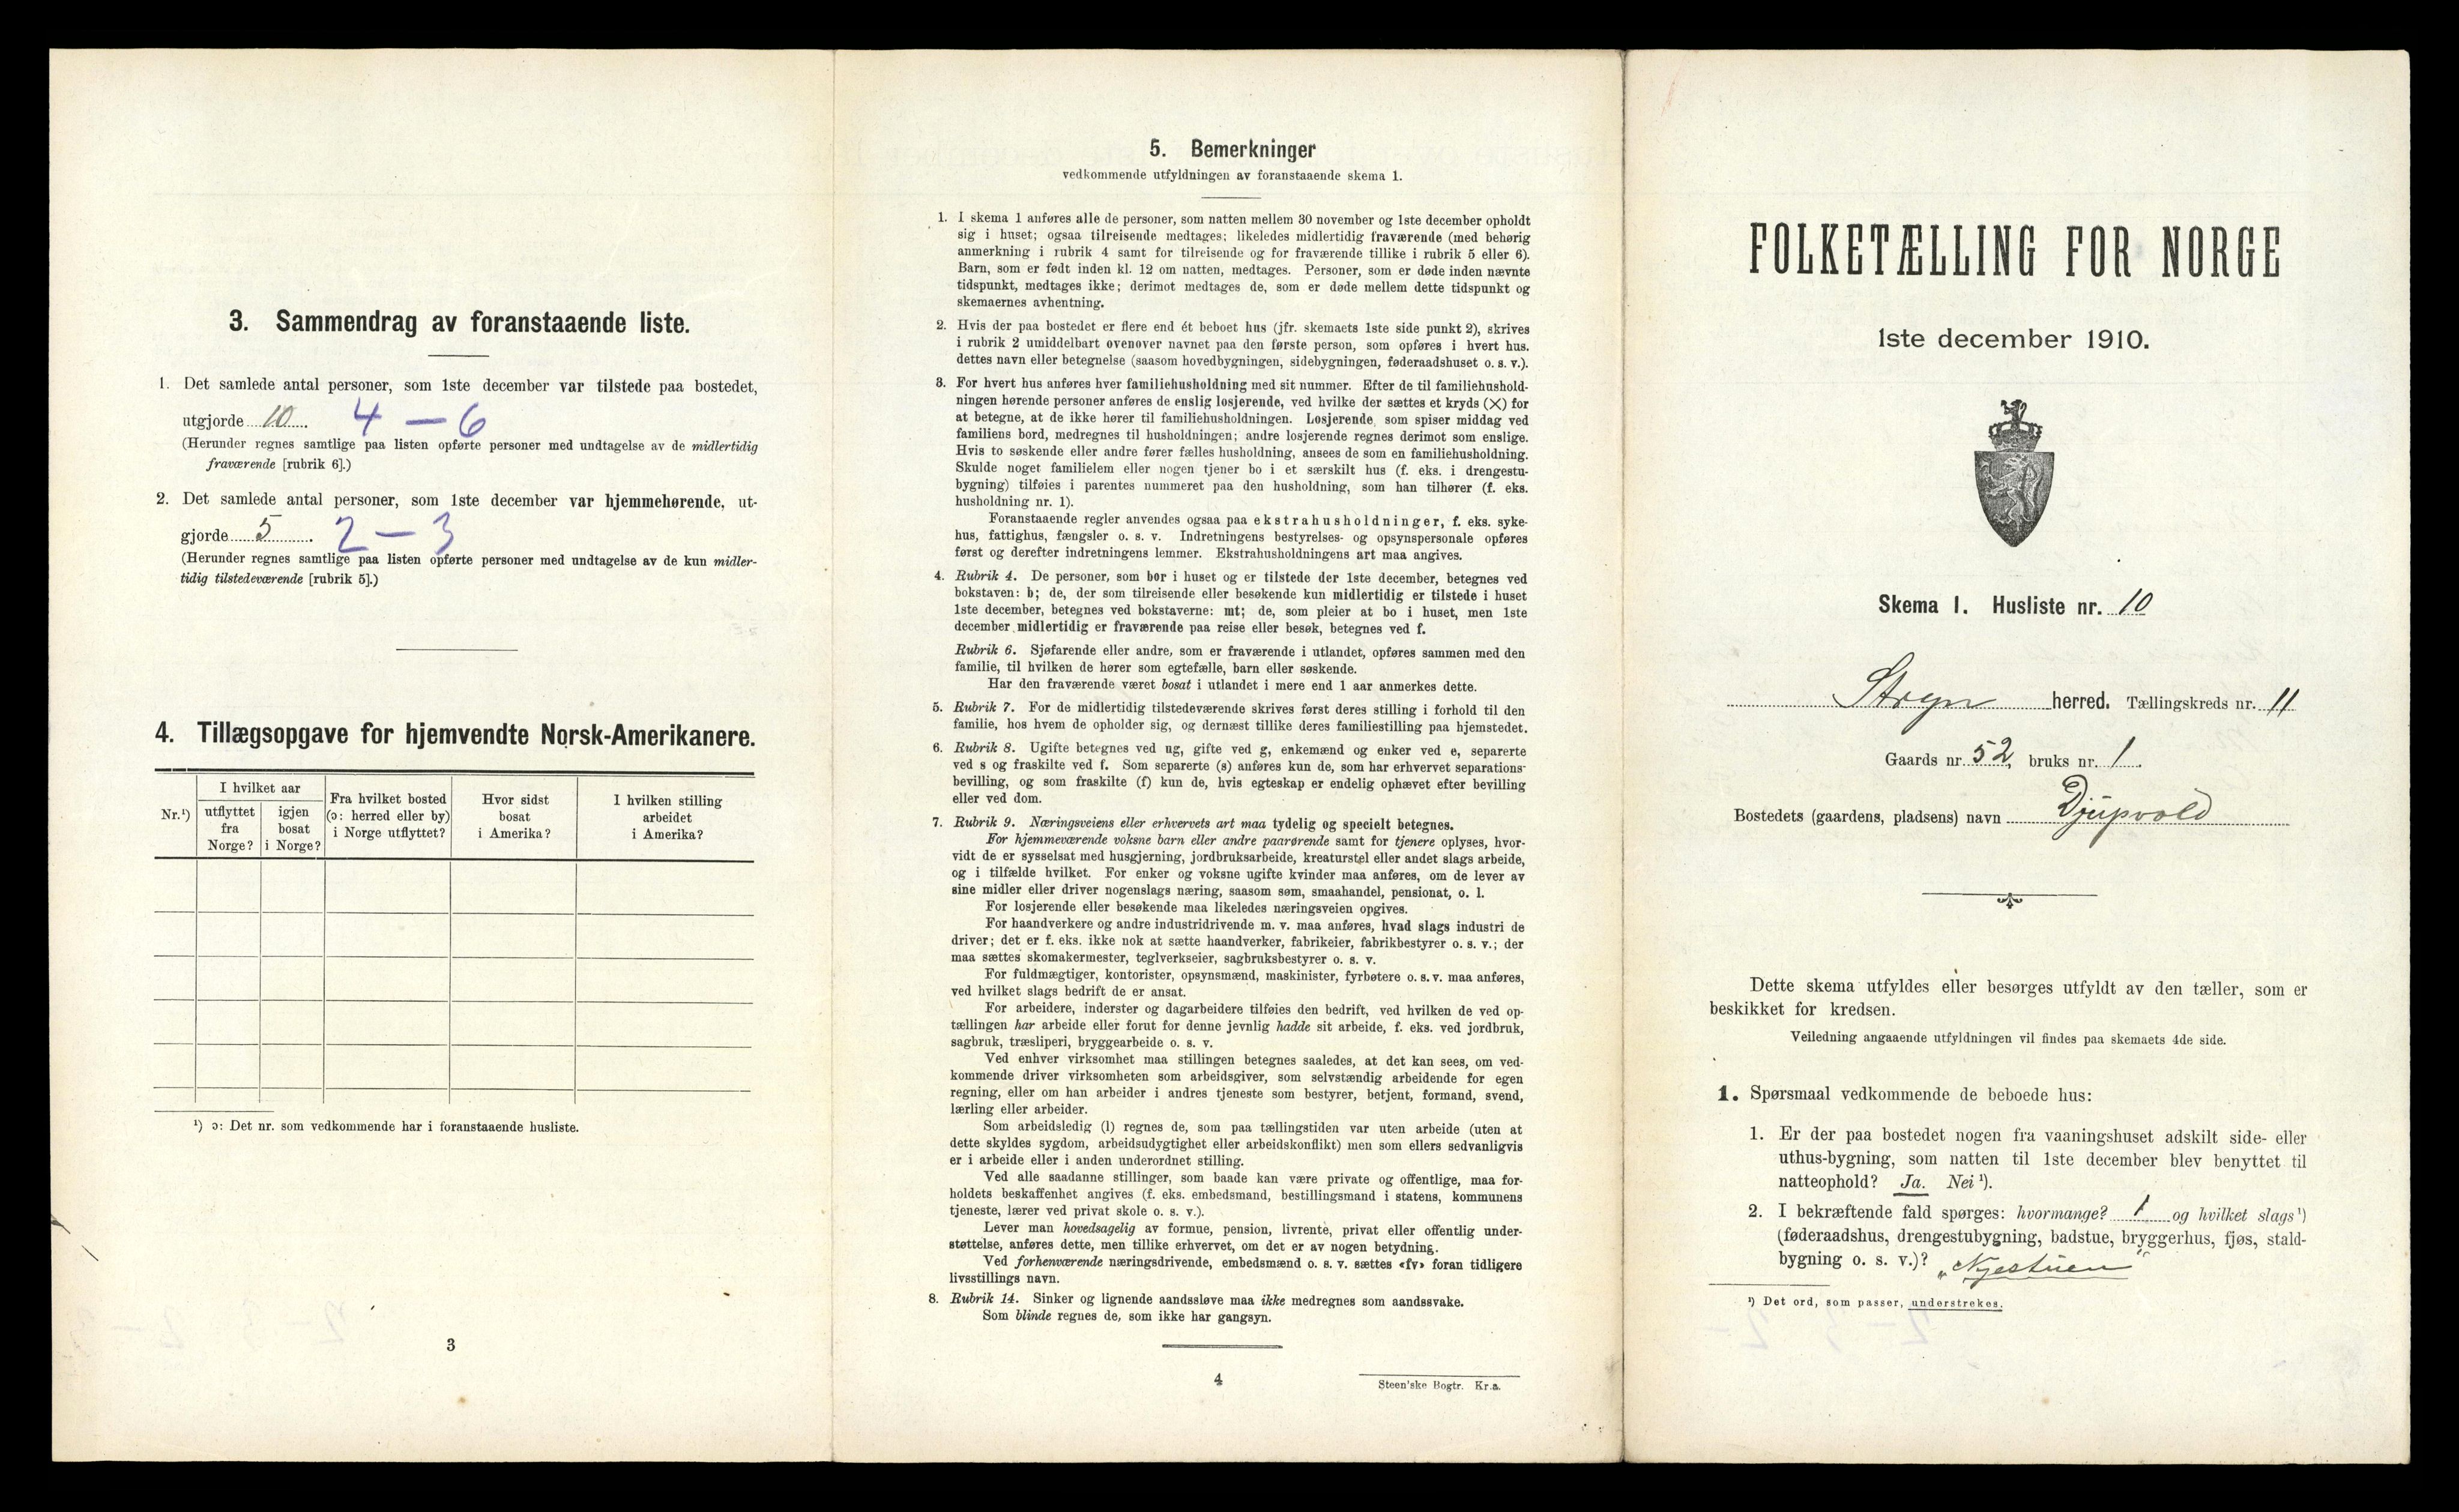 3. Sammendrag av foranstaaende liste.
1. Det samlede antal personer, som 1ste december var tilstede paa bostedet,
utgjorde 10. 4 — 6
(Herunder regnes samtlige paa listen opførte personer med undtagelse av de midlertidig
fraværende [rubrik 6].)
2. Det samlede antal personer, som 1ste december var hjemmehørende, ut-
gjorde 5. 2 — 3
(Herunder regnes samtlige paa listen opførte personer med undtagelse av de kun midler-
tidig tilstedeværende [rubrik 5].)
4. Tillægsopgave for hjemvendte Norsk-Amerikanere.
Nr.¹)
I hvilket aar
utflyttet fra Norge?
igjen bosat i Norge?
Fra hvilket bosted (ɔ: herred eller by) i Norge utflyttet?
Hvor sidst bosat i Amerika?
I hvilken stilling arbeidet i Amerika?
¹) ɔ: Det nr. som vedkommende har i foranstaaende husliste.
3
5. Bemerkninger
vedkommende utfyldningen av foranstaaende skema 1.
1. I skema 1 anføres alle de personer, som natten mellem 30 november og 1ste december opholdt
sig i huset; ogsaa tilreisende medtages; likeledes midlertidig fraværende (med behørig
anmerkning i rubrik 4 samt for tilreisende og for fraværende tillike i rubrik 5 eller 6).
Barn, som er født inden kl. 12 om natten, medtages. Personer, som er døde inden nævnte
tidspunkt, medtages ikke; derimot medtages de, som er døde mellem dette tidspunkt og
skemaernes avhentning.
2. Hvis der paa bostedet er flere end ét beboet hus (jfr. skemaets 1ste side punkt 2), skrives
i rubrik 2 umiddelbart ovenover navnet paa den første person, som opføres i hvert hus.
dettes navn eller betegnelse (saasom hovedbygningen, sidebygningen, føderaadshuset o. s. v.).
3. For hvert hus anføres hver familiehusholdning med sit nummer. Efter de til familiehushold-
ningen hørende personer anføres de enslig losjerende, ved hvilke der sættes et kryds (×) for
at betegne, at de ikke hører til familiehusholdningen. Losjerende som spiser middag ved
familiens bord, medregnes til husholdningen; andre losjerende regnes derimot som enslige.
Hvis to søskende eller andre fører fælles husholdning, ansees de som en familiehusholdning.
Skulde noget familielem eller nogen tjener bo i et særskilt hus (f. eks. i drengestu-
bygning) tilføies i parentes nummeret paa den husholdning, som han tilhører (f. eks.
husholdning nr. 1).
Foranstaaende regler anvendes ogsaa paa ekstrahusholdninger, f. eks. syke-
hus, fattighus, fængsler o. s. v. Indretningens bestyrelses- og opsynspersonale opføres
først og derefter indretningens lemmer. Ekstrahusholdningens art maa angives.
4. Rubrik 4. De personer, som bor i huset og er tilstede der 1ste december, betegnes ved
bokstaven: b; de, der som tilreisende eller besøkende kun midlertidig er tilstede i huset
1ste december, betegnes ved bokstaverne: mt; de, som pleier at bo i huset, men 1ste
december midlertidig er fraværende paa reise eller besøk, betegnes ved f.
Rubrik 6. Sjøfarende eller andre, som er fraværende i utlandet, opføres sammen med den
familie, til hvilken de hører som egtefælle, barn eller søskende.
Har den fraværende været bosat i utlandet i mere end 1 aar anmerkes dette.
5. Rubrik 7. For de midlertidig tilstedeværende skrives først deres stilling i forhold til den
familie, hos hvem de opholder sig, og dernæst tillike deres familiestilling paa hjemstedet.
6. Rubrik 8. Ugifte betegnes ved ug, gifte ved g, enkemænd og enker ved e, separerte
ved s og fraskilte ved f. Som separerte (s) anføres kun de, som har erhvervet separations-
bevilling, og som fraskilte (f) kun de, hvis egteskap er endelig ophævet efter bevilling
eller ved dom.
7. Rubrik 9. Næringsveiens eller erhvervets art maa tydelig og specielt betegnes.
For hjemmeværende voksne barn eller andre paarørende samt for tjenere oplyses, hvor-
vidt de er sysselsat med husgjerning, jordbruksarbeide, kreaturstel eller andet slags arbeide,
og i tilfælde hvilket. For enker og voksne ugifte kvinder maa anføres, om de lever av
sine midler eller driver nogenslags næring, saasom søm, smaahandel, pensionat, o. l.
For losjerende eller besøkende maa likeledes næringsveien opgives.
For haandverkere og andre industridrivende m. v. maa anføres, hvad slags industri de
driver; det er f. eks. ikke nok at sætte haandverker, fabrikeier, fabrikbestyrer o. s. v.; der
maa sættes skomakermester, teglverkseier, sagbruksbestyrer o. s. v.
For fuldmægtiger, kontorister, opsynsmænd, maskinister, fyrbøtere o. s. v. maa anføres,
ved hvilket slags bedrift de er ansat.
For arbeidere, inderster og dagarbeidere tilføies den bedrift, ved hvilken de ved op-
tællingen har arbeide eller forut for denne jevnlig hadde sit arbeide, f. eks. ved jordbruk,
sagbruk, træsliperi, bryggearbeide o. s. v.
Ved enhver virksomhet maa stillingen betegnes saaledes, at det kan sees, om ved-
kommende driver virksomheten som arbeidsgiver, som selvstændig arbeidende for egen
regning, eller om han arbeider i andres tjeneste som bestyrer, betjent, formand, svend,
lærling eller arbeider.
Som arbeidsledig (l) regnes de, som paa tællingstiden var uten arbeide (uten at
dette skyldes sygdom, arbeidsudygtighet eller arbeidskonflikt) men som ellers sedvanligvis
er i arbeide eller i anden underordnet stilling.
Ved alle saadanne stillinger, som baade kan være private og offentlige, maa for-
holdets beskaffenhet angives (f. eks. embedsmand, bestillingsmand i statens, kommunens
tjeneste, lærer ved privat skole o. s. v.).
Lever man hovedsagelig av formue, pension, livrente, privat eller offentlig under-
støttelse, anføres dette, men tillike erhvervet, om det er av nogen betydning.
Ved forhenværende næringsdrivende, embedsmænd o. s. v. sættes «fv» foran tidligere
livsstillings navn.
8. Rubrik 14. Sinker og lignende aandssløve maa ikke medregnes som aandssvake.
Som blinde regnes de, som ikke har gangsyn.
4
Steen'ske Bogtr. Kr.a.
FOLKETÆLLING FOR NORGE
1ste december 1910.
Skema 1. Husliste nr. 10
Stryn herred. Tællingskreds nr. 11
Gaards nr. 52, bruks nr. 1.
Bostedets (gaardens, pladsens) navn Djupvold
Dette skema utfyldes eller besørges utfyldt av den tæller, som er
beskikket for kredsen.
Veiledning angaaende utfyldningen vil findes paa skemaets 4de side.
1. Spørsmaal vedkommende de beboede hus:
1. Er der paa bostedet nogen fra vaaningshuset adskilt side- eller
uthus-bygning, som natten til 1ste december blev benyttet til
natteophold? Ja. Nei ¹).
2. I bekræftende fald spørges: hvormange? 1 og hvilket slags ¹)
(føderaadshus, drengestubygning, badstue, bryggerhus, fjøs, stald-
bygning o. s. v.)? „Nyestuen"
¹) Det ord, som passer, understrekes.